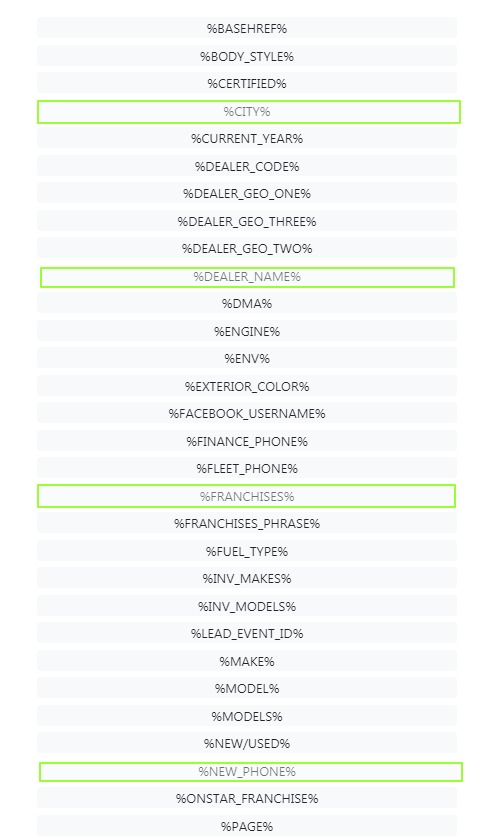 %BASEHREF%
%BODY_STYLE%
%CERTIFIED%
%CITY%
%CURRENT_YEAR%
%DEALER_CODE%
%DEALER_GEO_ONE%
%DEALER_GEO_THREE%
%DEALER_GEO_TWO%
%DEALER_NAME%
%DMA%
%ENGINE%
%ENV%
%EXTERIOR_COLOR%
%FACEBOOK_USERNAME%
%FINANCE_PHONE%
%FLEET_PHONE%
%FRANCHISES%
%FRANCHISES_PHRASE%
%FUEL_TYPE%
%INV_MAKES%
%INV_MODELS%
%LEAD_EVENT_ID%
%MAKE%
%MODEL%
%MODELS%
%NEW/USED%
%NEW_PHONE%
%ONSTAR_FRANCHISE%
%PAGE%